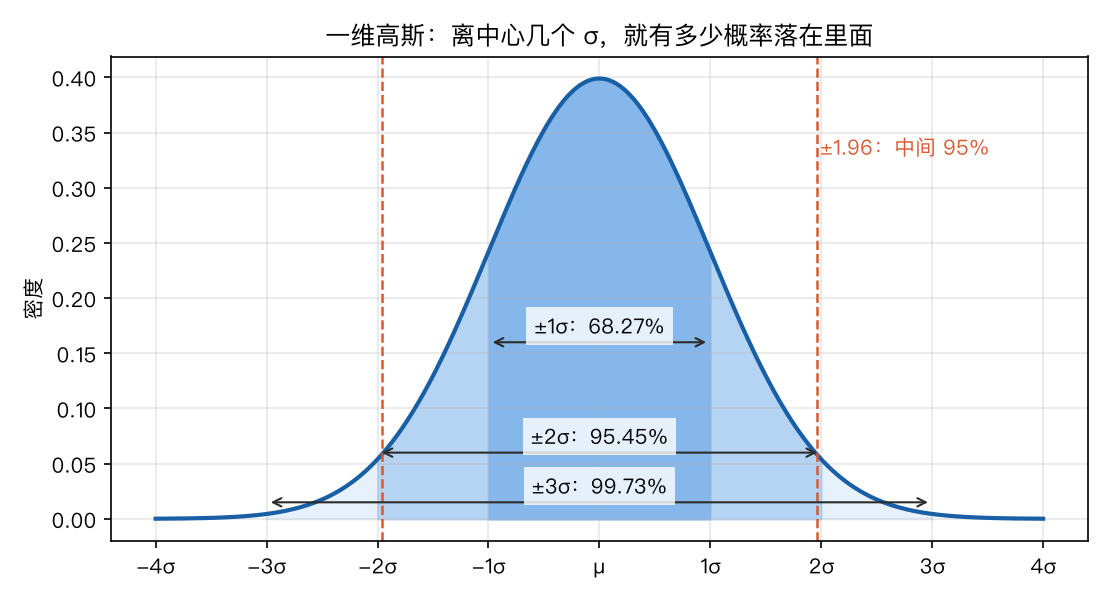 一维高斯：离中心几个 σ，就有多少概率落在里面
密度
0.40
0.35
0.30
0.25
0.20
0.15
0.10
0.05
0.00
±1.96：中间 95%
±1σ：68.27%
±2σ：95.45%
±3σ：99.73%
−4σ
−3σ
−2σ
−1σ
μ
1σ
2σ
3σ
4σ